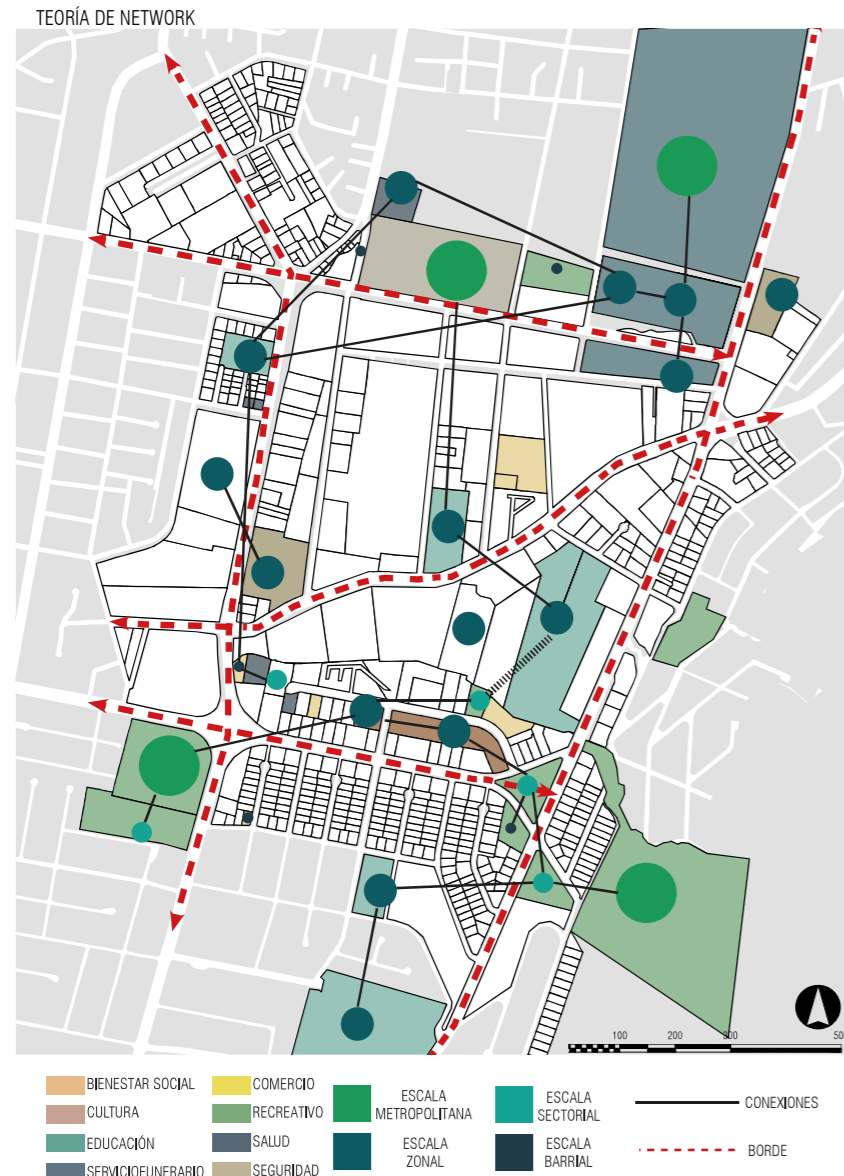 TEORÍA DE NETWORK
100 200 300 500
BIENESTAR SOCIAL
CULTURA
EDUCACIÓN
SERVICIOFUNERARIO
COMERCIO
RECREATIVO
SALUD
SEGURIDAD
ESCALA
METROPOLITANA
ESCALA
ZONAL
ESCALA
SECTORIAL
ESCALA
BARRIAL
CONEXIONES
BORDE